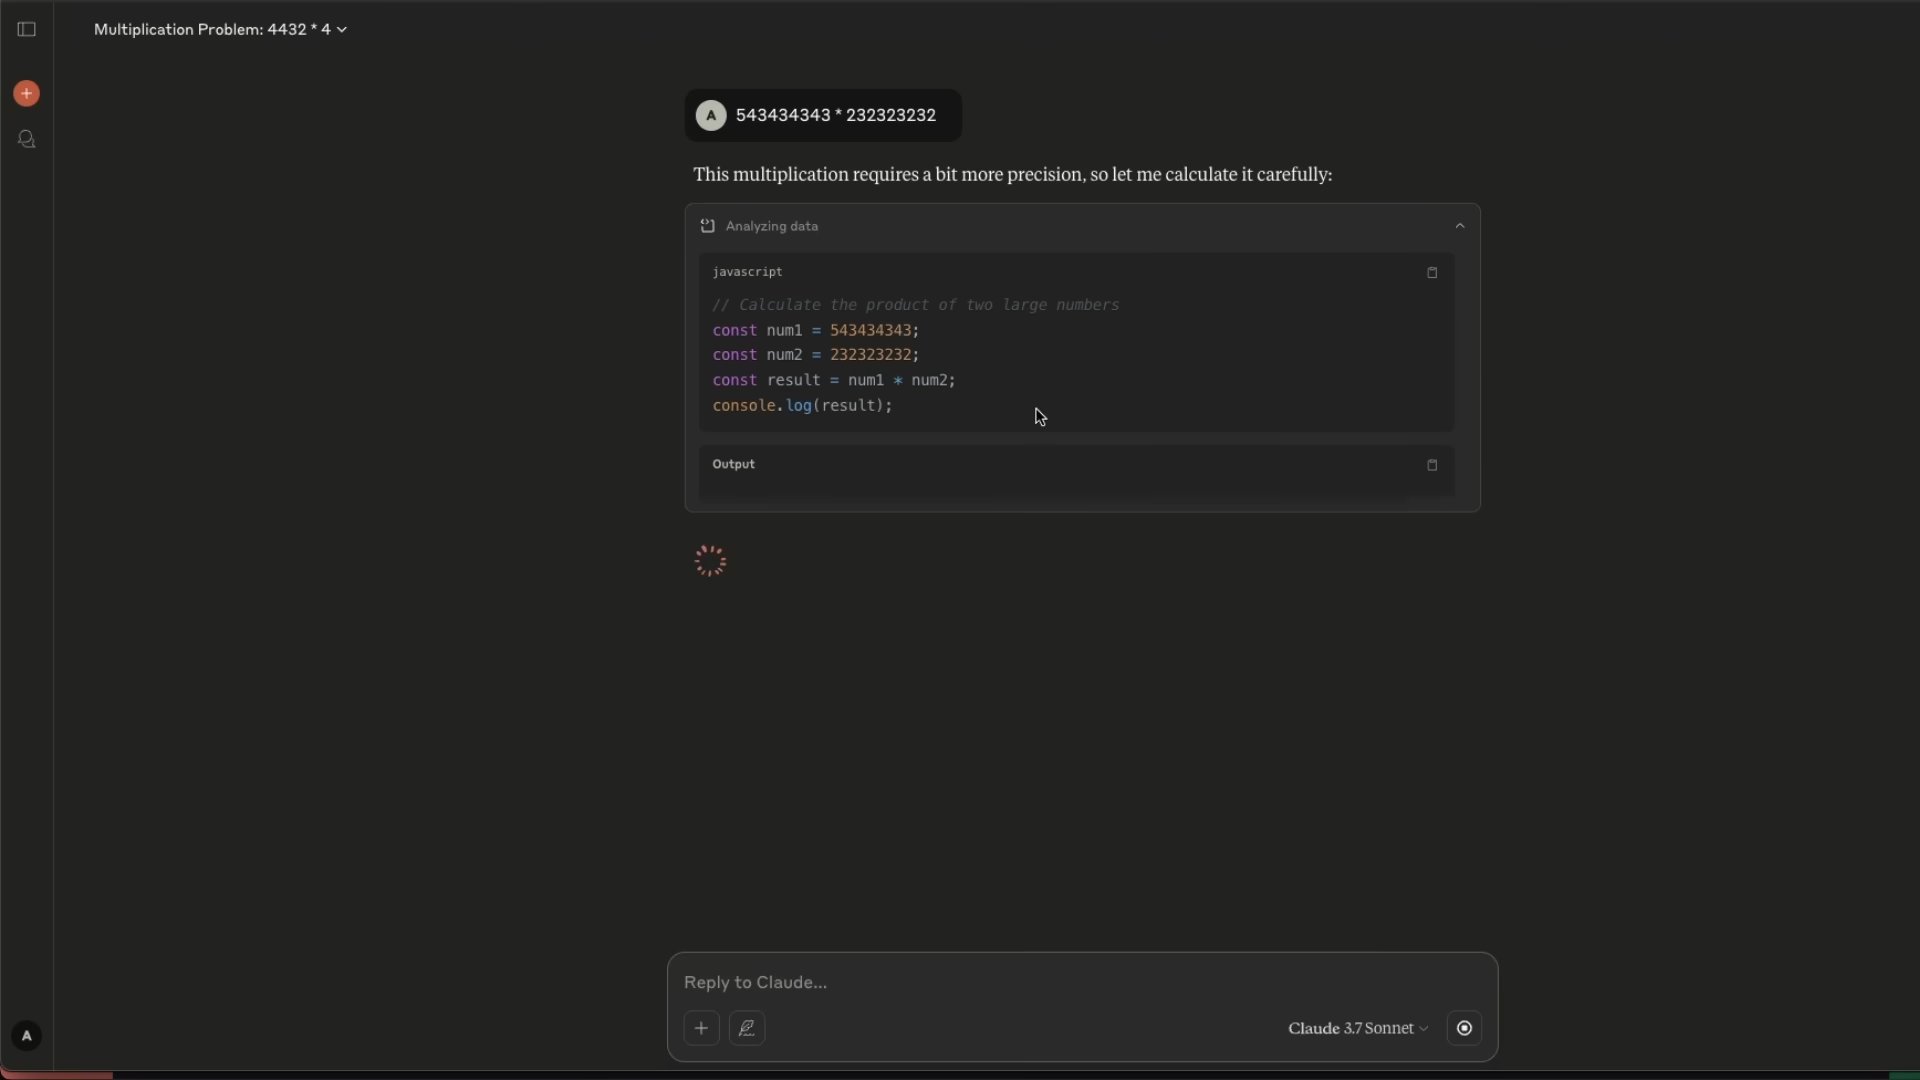 Multiplication Problem: 4432 * 4
A
543434343 * 232323232
This multiplication requires a bit more precision, so let me calculate it carefully:
Analyzing data
javascript
// Calculate the product of two large numbers
const num1 = 543434343;
const num2 = 232323232;
const result = num1 * num2;
console.log(result);
Output
Reply to Claude...
Claude 3.7 Sonnet
A